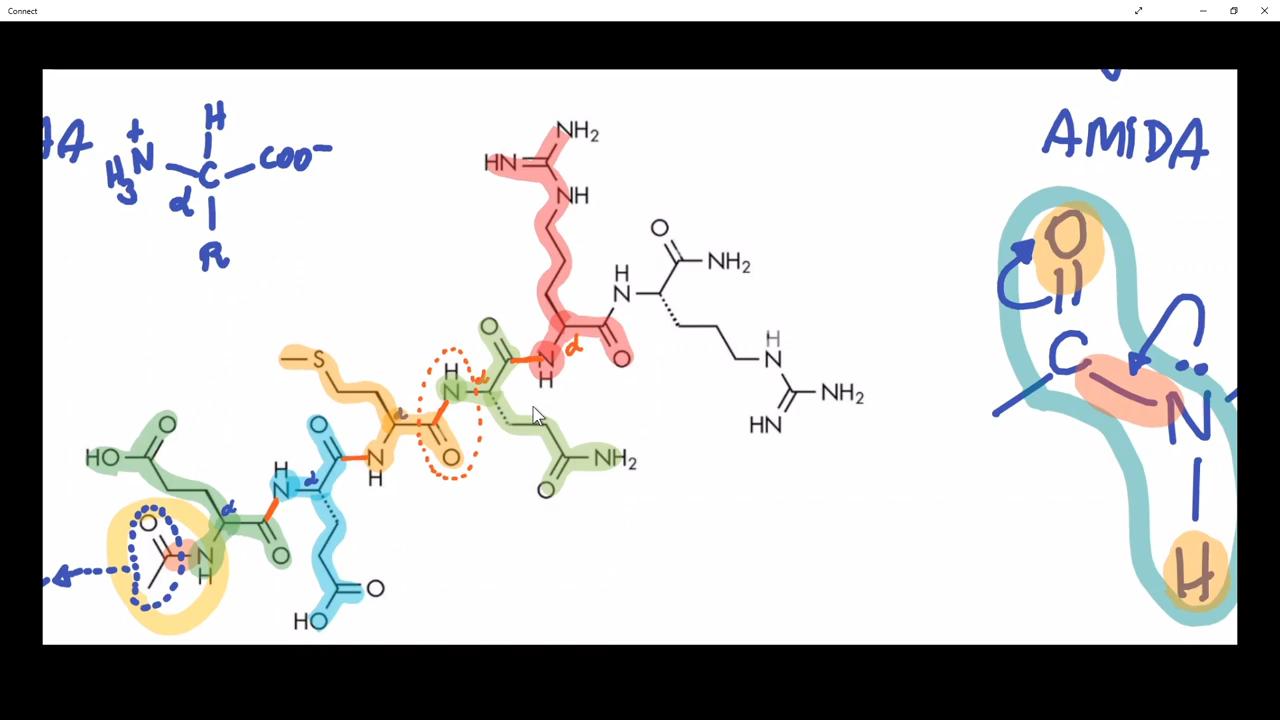 Connect
AA
H
H3N+
C
COO−
α
R
NH2
HN
NH
O
NH2
H
N
O
N
H
α
O
H
N
NH2
HN
S
H
N
α
O
NH2
α
O
O
HO
O
H
N
α
N
H
α
O
O
N
H
O
O
HO
AMIDA
O
C
N
H